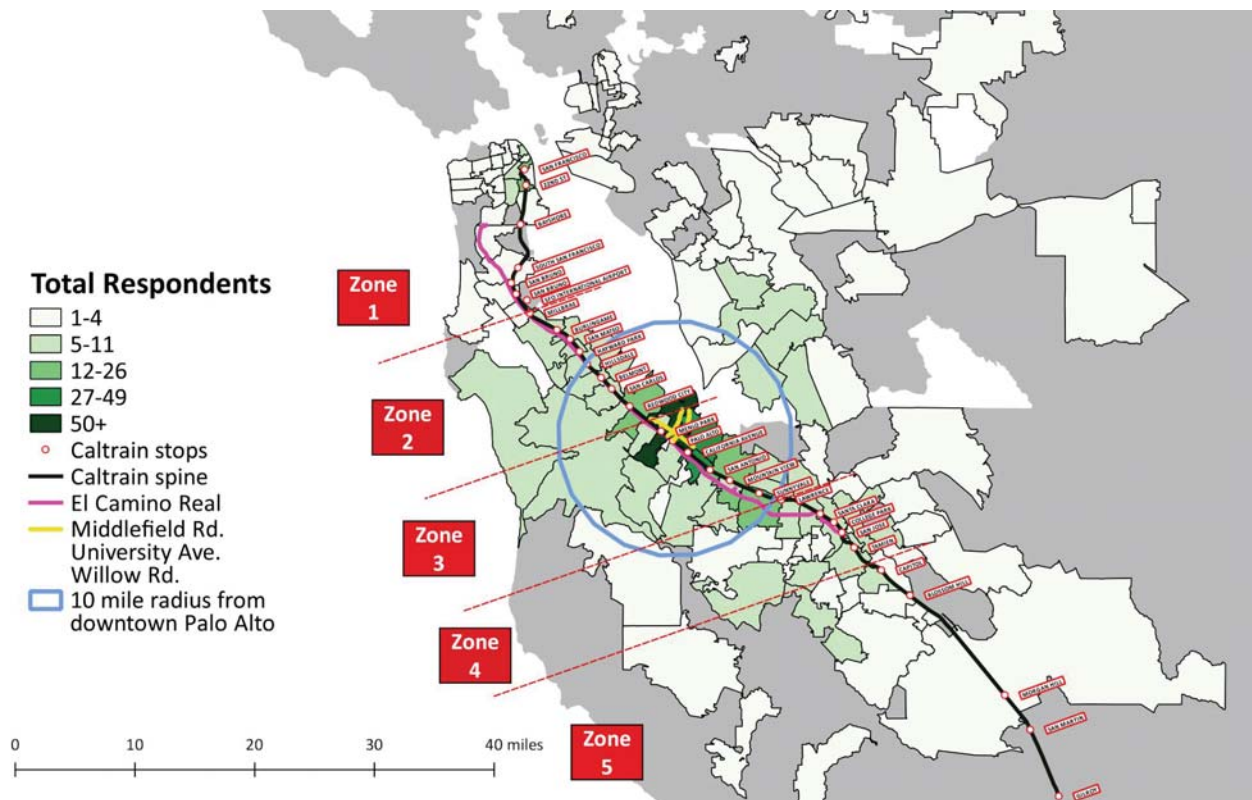 SAN FRANCISCO
22ND ST
BAYSHORE
SOUTH SAN FRANCISCO
SAN BRUNO
SAN BRUNO
SFO INTERNATIONAL AIRPORT
MILLBRAE
Zone
1
BURLINGAME
SAN MATEO
HAYWARD PARK
HILLSDALE
BELMONT
SAN CARLOS
REDWOOD CITY
Zone
2
MENLO PARK
PALO ALTO
CALIFORNIA AVENUE
SAN ANTONIO
MOUNTAIN VIEW
SUNNYVALE
LAWRENCE
Zone
3
SANTA CLARA
COLLEGE PARK
SAN JOSE
TAMIEN
CAPITOL
BLOSSOM HILL
Zone
4
MORGAN HILL
SAN MARTIN
GILROY
Zone
5
Total Respondents
1-4
5-11
12-26
27-49
50+
Caltrain stops
Caltrain spine
El Camino Real
Middlefield Rd.
University Ave.
Willow Rd.
10 mile radius from
downtown Palo Alto
0 10 20 30 40 miles